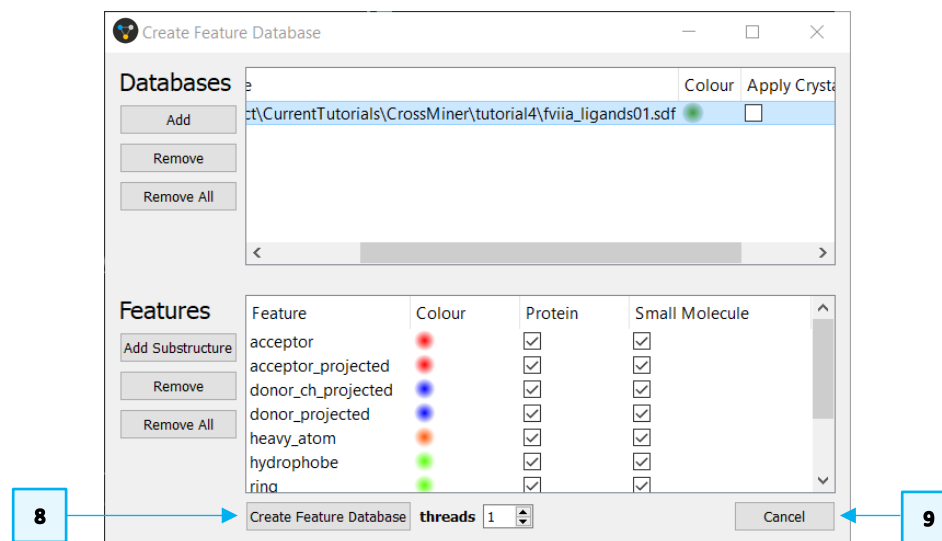 Create Feature Database
Databases
Add
Remove
Remove All
e Colour Apply Crysta
ct\CurrentTutorials\CrossMiner\tutorial4\fviia_ligands01.sdf
Features
Add Substructure
Remove
Remove All
Feature Colour Protein Small Molecule
acceptor
acceptor_projected
donor_ch_projected
donor_projected
heavy_atom
hydrophobe
ring
8
Create Feature Database threads 1
Cancel
9